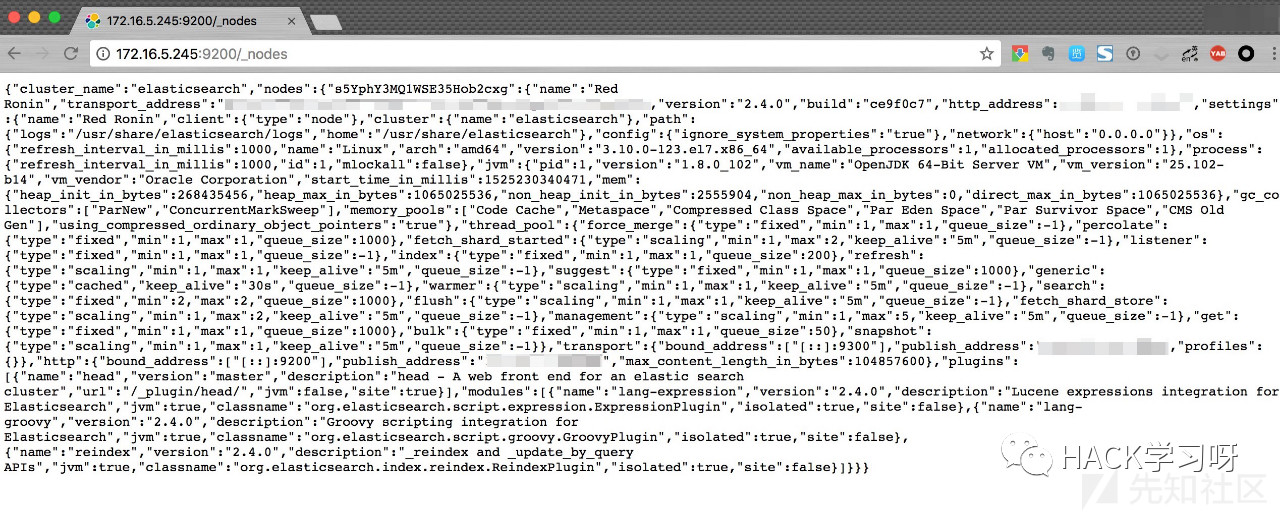 172.16.5.245:9200/_nodes
172.16.5.245:9200/_nodes
{"cluster_name":"elasticsearch","nodes":{"s5YphY3MQ1WSE35Hob2cxg":{"name":"Red
Ronin","transport_address":" ,"version":"2.4.0","build":"ce9f0c7","http_address": ,"settings"
:{"name":"Red Ronin","client":{"type":"node"},"cluster":{"name":"elasticsearch"},"path":
{"logs":"/usr/share/elasticsearch/logs","home":"/usr/share/elasticsearch"},"config":{"ignore_system_properties":"true"},"network":{"host":"0.0.0.0"}},"os":
{"refresh_interval_in_millis":1000,"name":"Linux","arch":"amd64","version":"3.10.0-123.el7.x86_64","available_processors":1,"allocated_processors":1},"process":
{"refresh_interval_in_millis":1000,"id":1,"mlockall":false},"jvm":{"pid":1,"version":"1.8.0_102","vm_name":"OpenJDK 64-Bit Server VM","vm_version":"25.102-
b14","vm_vendor":"Oracle Corporation","start_time_in_millis":1525230340471,"mem":
{"heap_init_in_bytes":268435456,"heap_max_in_bytes":1065025536,"non_heap_init_in_bytes":2555904,"non_heap_max_in_bytes":0,"direct_max_in_bytes":1065025536},"gc_co
llectors":["ParNew","ConcurrentMarkSweep"],"memory_pools":["Code Cache","Metaspace","Compressed Class Space","Par Eden Space","Par Survivor Space","CMS Old
Gen"],"using_compressed_ordinary_object_pointers":"true"},"thread_pool":{"force_merge":{"type":"fixed","min":1,"max":1,"queue_size":-1},"percolate":
{"type":"fixed","min":1,"max":1,"queue_size":1000},"fetch_shard_started":{"type":"scaling","min":1,"max":2,"keep_alive":"5m","queue_size":-1},"listener":
{"type":"fixed","min":1,"max":1,"queue_size":-1},"index":{"type":"fixed","min":1,"max":1,"queue_size":200},"refresh":
{"type":"scaling","min":1,"max":1,"keep_alive":"5m","queue_size":-1},"suggest":{"type":"fixed","min":1,"max":1,"queue_size":1000},"generic":
{"type":"cached","keep_alive":"30s","queue_size":-1},"warmer":{"type":"scaling","min":1,"max":1,"keep_alive":"5m","queue_size":-1},"search":
{"type":"fixed","min":2,"max":2,"queue_size":1000},"flush":{"type":"scaling","min":1,"max":1,"keep_alive":"5m","queue_size":-1},"fetch_shard_store":
{"type":"scaling","min":1,"max":2,"keep_alive":"5m","queue_size":-1},"management":{"type":"scaling","min":1,"max":5,"keep_alive":"5m","queue_size":-1},"get":
{"type":"fixed","min":1,"max":1,"queue_size":1000},"bulk":{"type":"fixed","min":1,"max":1,"queue_size":50},"snapshot":
{"type":"scaling","min":1,"max":1,"keep_alive":"5m","queue_size":-1}},"transport":{"bound_address":["[::]:9300"],"publish_address": ,"profiles":
{}},"http":{"bound_address":["[::]:9200"],"publish_address":" "max_content_length_in_bytes":104857600},"plugins":
[{"name":"head","version":"master","description":"head - A web front end for an elastic search
cluster","url":"/_plugin/head/","jvm":false,"site":true}],"modules":[{"name":"lang-expression","version":"2.4.0","description":"Lucene expressions integration for
Elasticsearch","jvm":true,"classname":"org.elasticsearch.script.expression.ExpressionPlugin","isolated":true,"site":false},{"name":"lang-
groovy","version":"2.4.0","description":"Groovy scripting integration for
Elasticsearch","jvm":true,"classname":"org.elasticsearch.script.groovy.GroovyPlugin","isolated":true,"site":false},
{"name":"reindex","version":"2.4.0","description":"_reindex and _update_by_query
APIs","jvm":true,"classname":"org.elasticsearch.index.reindex.ReindexPlugin","isolated":true,"site":false}]}}}
HACK学习呀
先知社区